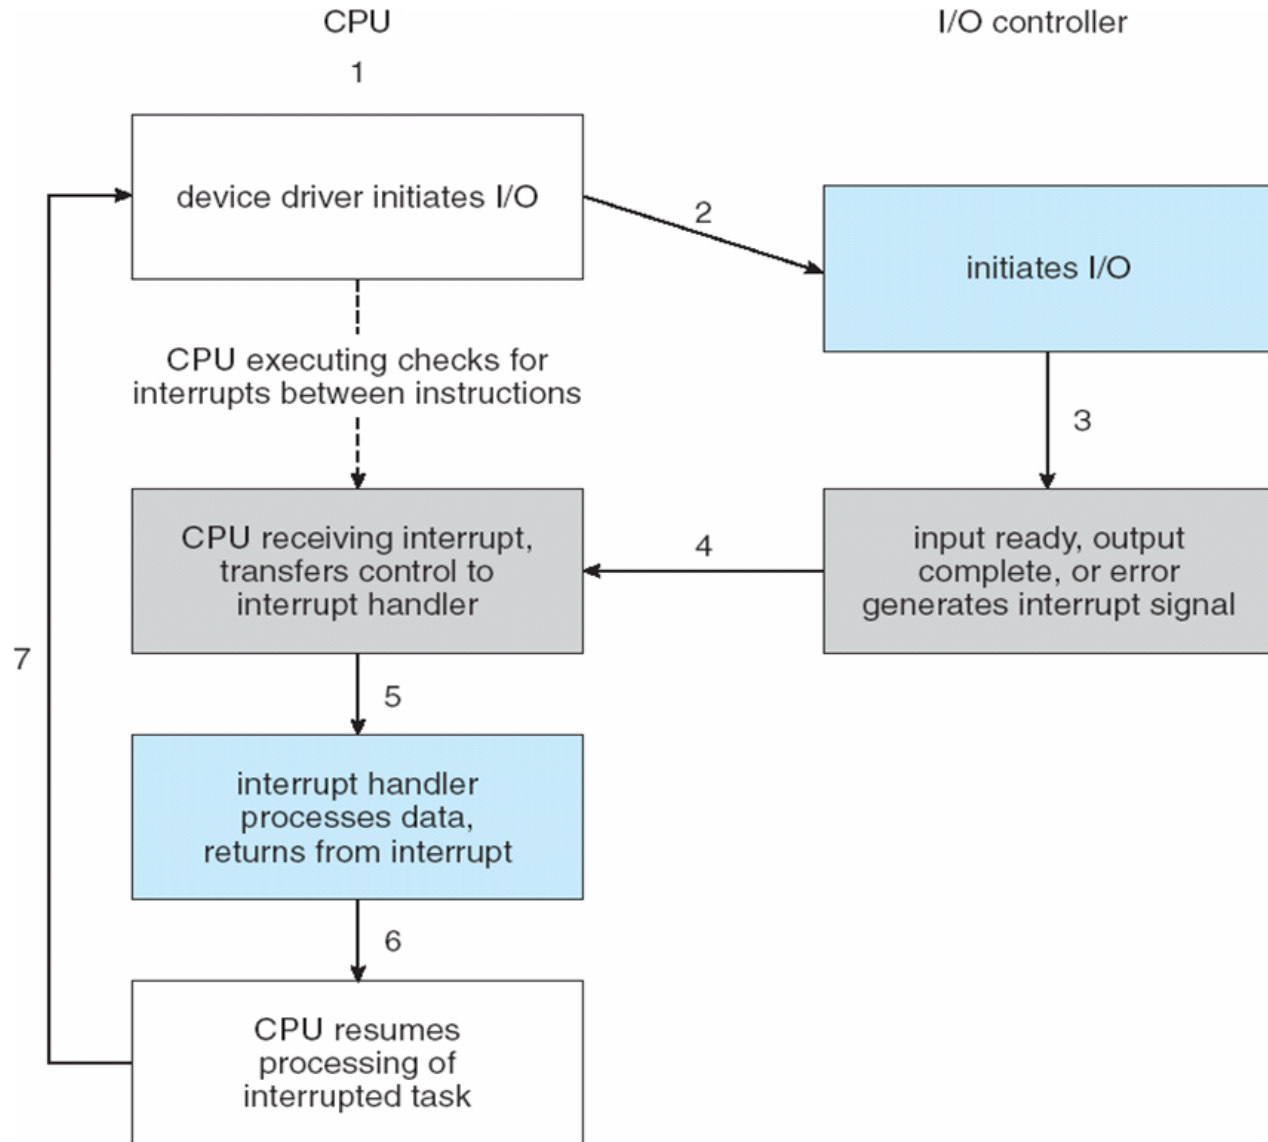 CPU
I/O controller
1
device driver initiates I/O
2
initiates I/O
CPU executing checks for
interrupts between instructions
3
CPU receiving interrupt,
transfers control to
interrupt handler
4
input ready, output
complete, or error
generates interrupt signal
7
5
interrupt handler
processes data,
returns from interrupt
6
CPU resumes
processing of
interrupted task